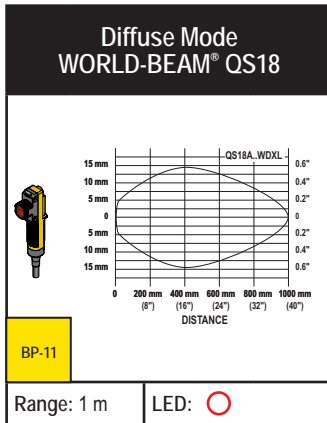 Diffuse Mode
WORLD-BEAM® QS18
QS18A..WDXL
15 mm 0.6"
10 mm 0.4"
5 mm 0.2"
0 0
5 mm 0.2"
10 mm 0.4"
15 mm 0.6"
0 200 mm 400 mm 600 mm 800 mm 1000 mm
(8") (16") (24") (32") (40")
DISTANCE
BP-11
Range: 1 m LED: